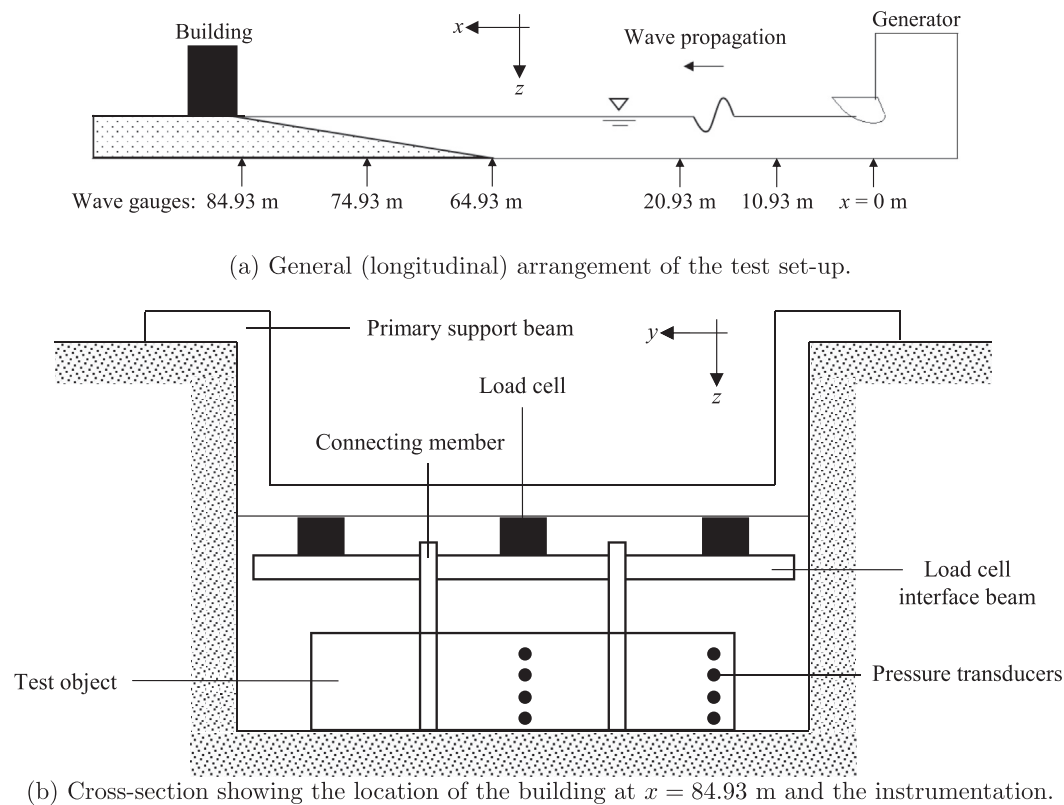 Generator
Building
x
Wave propagation
z
Wave gauges: 84.93 m 74.93 m 64.93 m 20.93 m 10.93 m x = 0 m
(a) General (longitudinal) arrangement of the test set-up.
Primary support beam
y
Load cell
z
Connecting member
Load cell
interface beam
Test object
Pressure transducers
(b) Cross-section showing the location of the building at x = 84.93 m and the instrumentation.